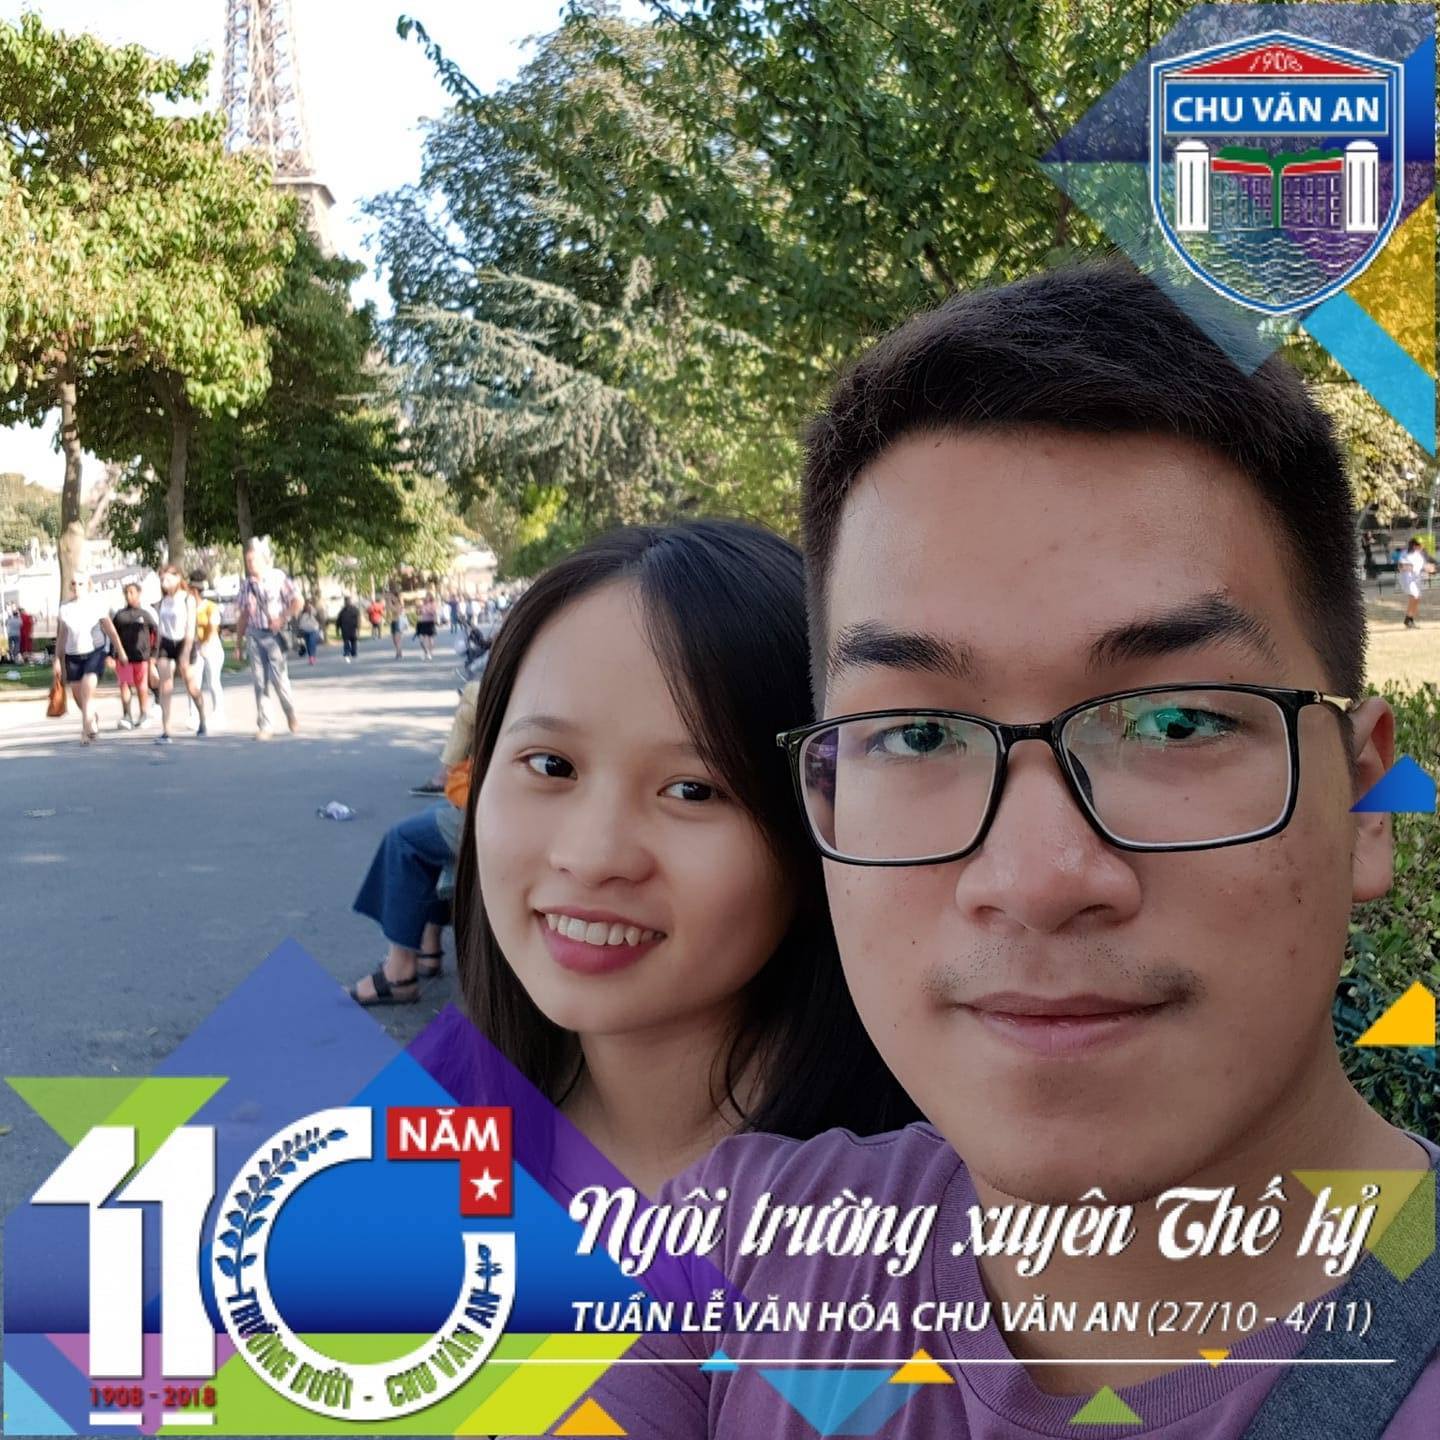 1908
CHU VĂN AN
110 NĂM
TRƯỜNG BƯỞI - CHU VĂN AN
1908 - 2018
Ngôi trường xuyên Thế kỷ
TUẦN LỄ VĂN HÓA CHU VĂN AN (27/10 - 4/11)